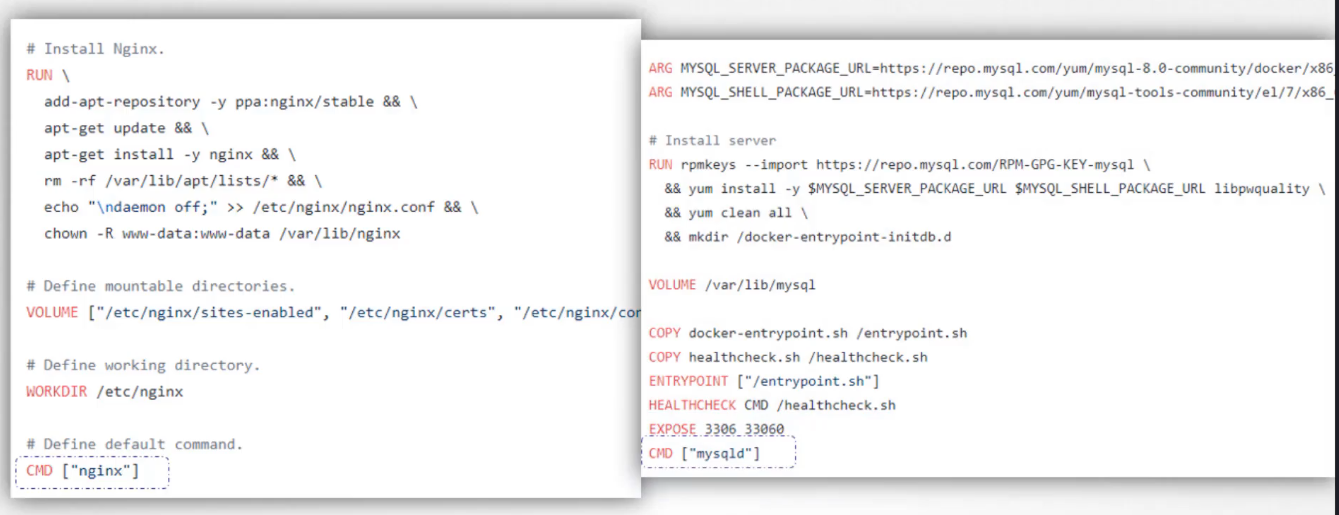 # Install Nginx.
RUN \
add-apt-repository -y ppa:nginx/stable && \
apt-get update && \
apt-get install -y nginx && \
rm -rf /var/lib/apt/lists/* && \
echo "\ndaemon off;" >> /etc/nginx/nginx.conf && \
chown -R www-data:www-data /var/lib/nginx
# Define mountable directories.
VOLUME ["/etc/nginx/sites-enabled", "/etc/nginx/certs", "/etc/nginx/con
# Define working directory.
WORKDIR /etc/nginx
# Define default command.
CMD ["nginx"]
ARG MYSQL_SERVER_PACKAGE_URL=https://repo.mysql.com/yum/mysql-8.0-community/docker/x86_
ARG MYSQL_SHELL_PACKAGE_URL=https://repo.mysql.com/yum/mysql-tools-community/el/7/x86_
# Install server
RUN rpmkeys --import https://repo.mysql.com/RPM-GPG-KEY-mysql \
&& yum install -y $MYSQL_SERVER_PACKAGE_URL $MYSQL_SHELL_PACKAGE_URL libpwquality \
&& yum clean all \
&& mkdir /docker-entrypoint-initdb.d
VOLUME /var/lib/mysql
COPY docker-entrypoint.sh /entrypoint.sh
COPY healthcheck.sh /healthcheck.sh
ENTRYPOINT ["/entrypoint.sh"]
HEALTHCHECK CMD /healthcheck.sh
EXPOSE 3306 33060
CMD ["mysqld"]